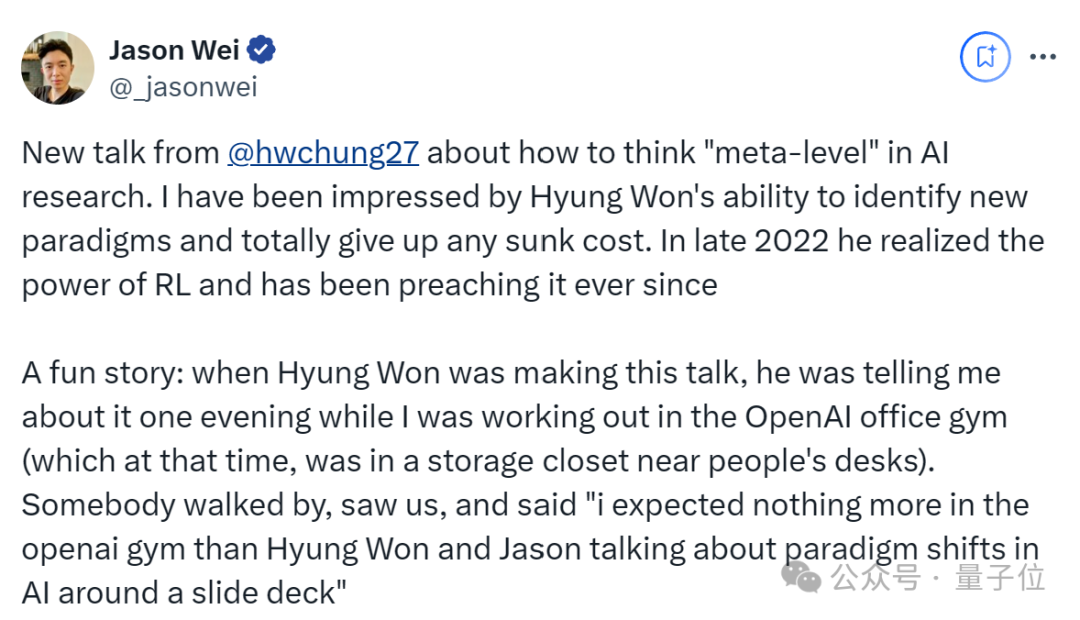 Jason Wei
@_jasonwei
New talk from @hwchung27 about how to think "meta-level" in AI
research. I have been impressed by Hyung Won's ability to identify new
paradigms and totally give up any sunk cost. In late 2022 he realized the
power of RL and has been preaching it ever since
A fun story: when Hyung Won was making this talk, he was telling me
about it one evening while I was working out in the OpenAI office gym
(which at that time, was in a storage closet near people's desks).
Somebody walked by, saw us, and said "i expected nothing more in the
openai gym than Hyung Won and Jason talking about paradigm shifts in
AI around a slide deck"
公众号 · 量子位